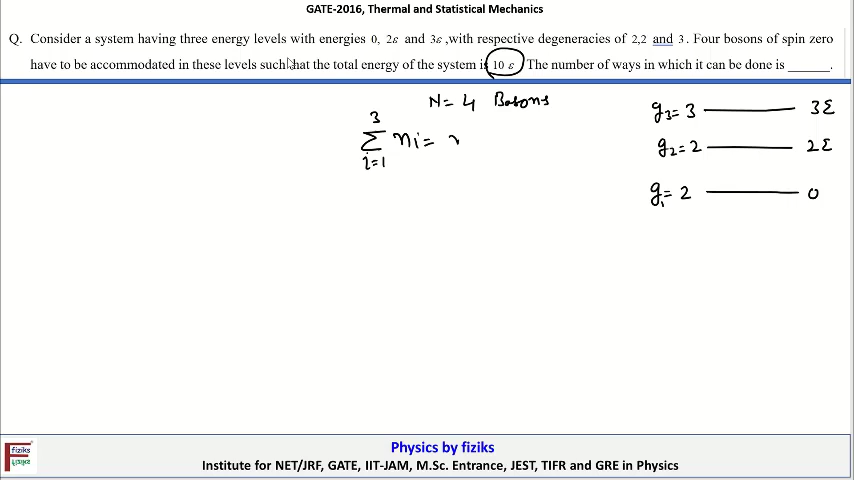 GATE-2016, Thermal and Statistical Mechanics
Q. Consider a system having three energy levels with energies 0, 2ε and 3ε ,with respective degeneracies of 2,2 and 3. Four bosons of spin zero
have to be accommodated in these levels such that the total energy of the system is 10 ε. The number of ways in which it can be done is ______.
N = 4 Bosons
3
∑ ni =
i=1
g3= 3 3Σ
g2= 2 2Σ
g1= 2 0
fiziks
Physics by fiziks
Institute for NET/JRF, GATE, IIT-JAM, M.Sc. Entrance, JEST, TIFR and GRE in Physics